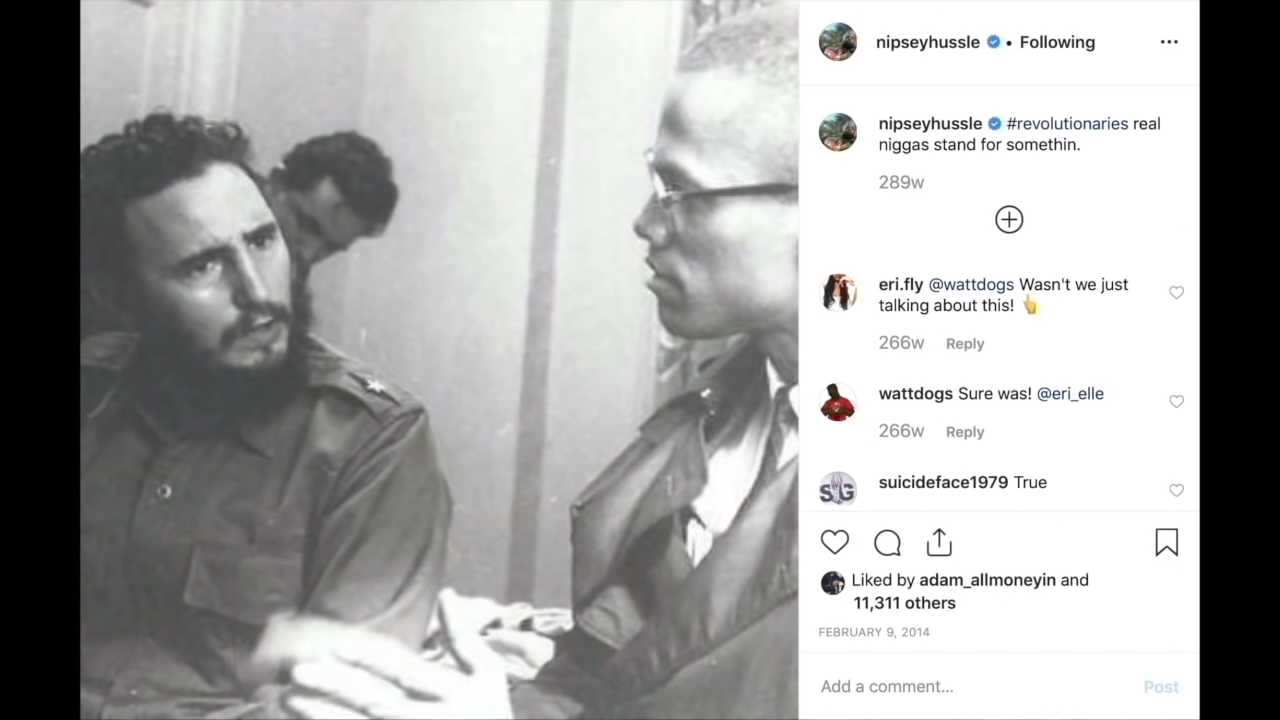 nipseyhussle • Following
nipseyhussle #revolutionaries real
niggas stand for somethin.
289w
eri.fly @wattdogs Wasn't we just
talking about this! 👆
266w Reply
wattdogs Sure was! @eri_elle
266w Reply
suicideface1979 True
SG
Liked by adam_allmoneyin and
11,311 others
FEBRUARY 9, 2014
Add a comment... Post